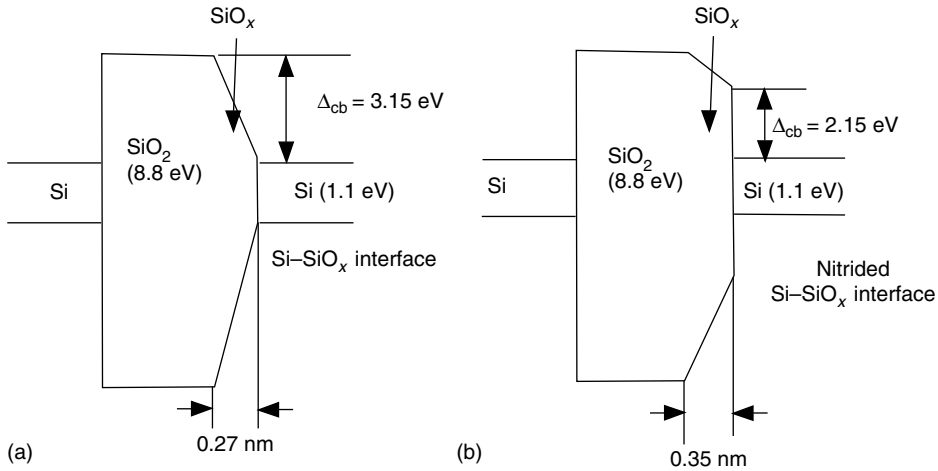 SiOₓ
Δcb = 3.15 eV
SiO₂
(8.8 eV)
Si
Si (1.1 eV)
Si–SiOₓ interface
0.27 nm
(a)
SiOₓ
Δcb = 2.15 eV
SiO₂
(8.8 eV)
Si
Si (1.1 eV)
Nitrided
Si–SiOₓ interface
0.35 nm
(b)